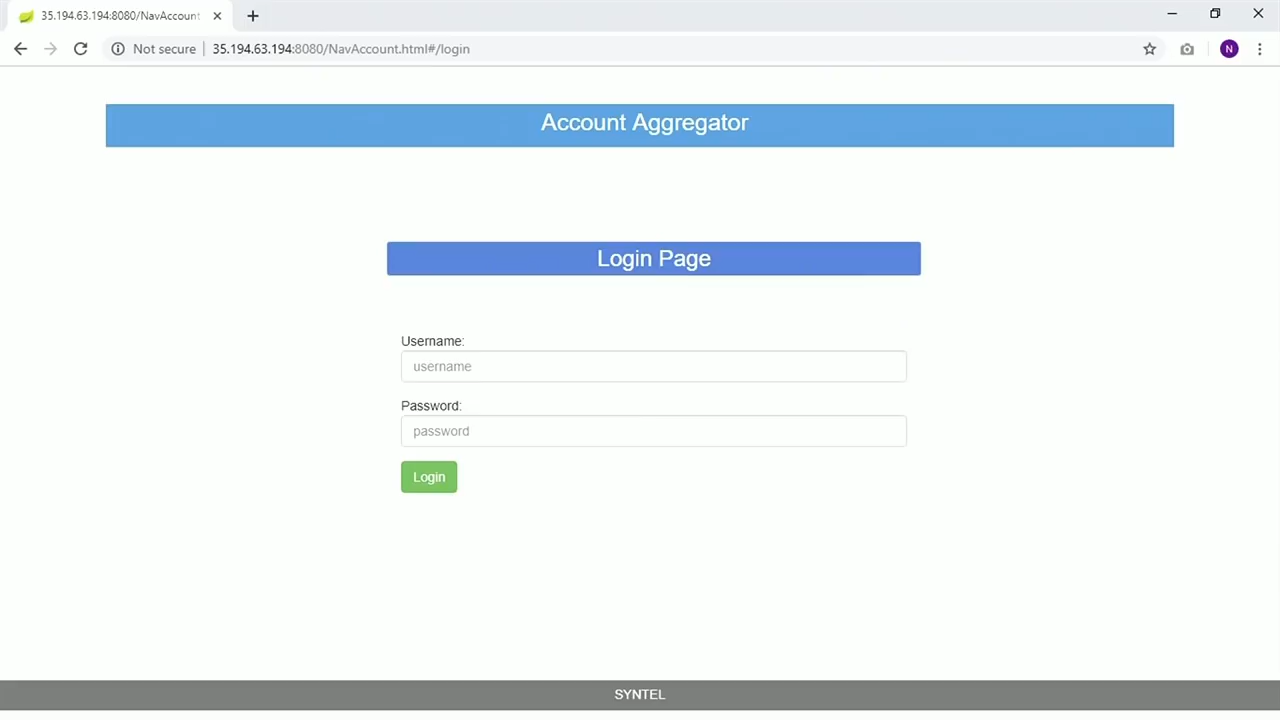 35.194.63.194:8080/NavAccount
Not secure | 35.194.63.194:8080/NavAccount.html#/login
N
Account Aggregator
Login Page
Username:
username
Password:
password
Login
SYNTEL